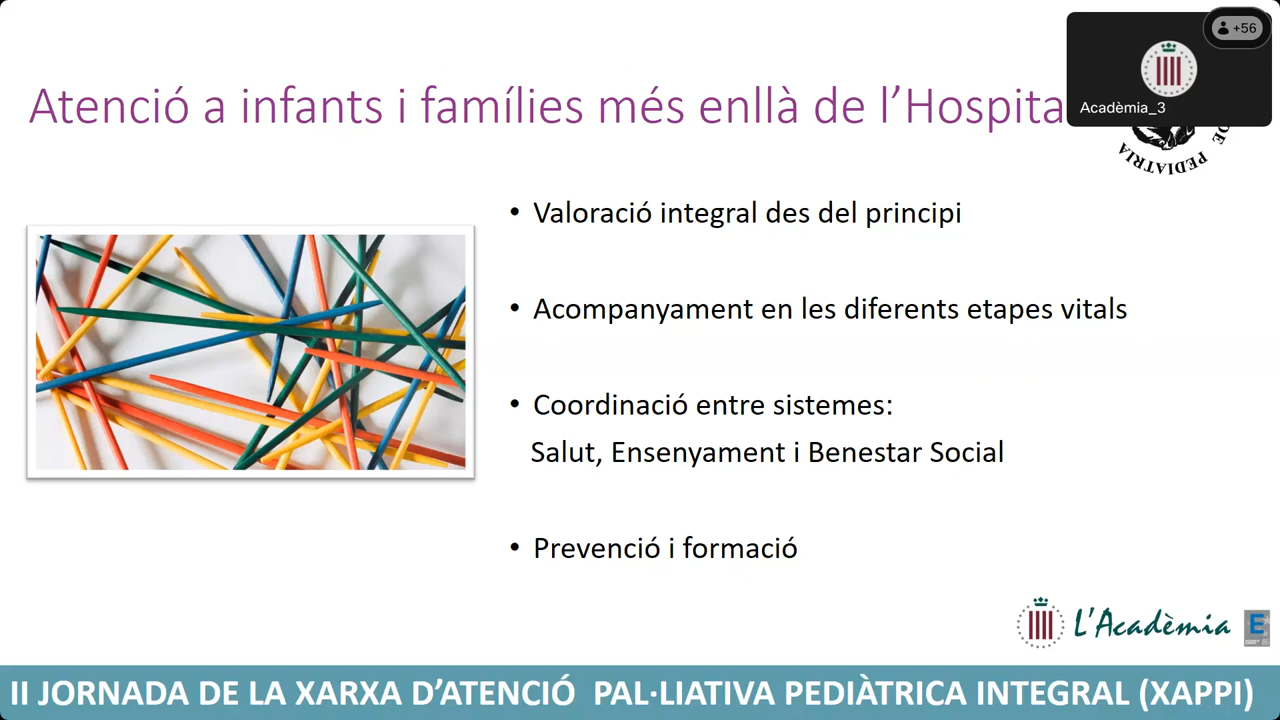 +56
Acadèmia_3
Atenció a infants i famílies més enllà de l’Hospita
DE PEDIATRIA
• Valoració integral des del principi
• Acompanyament en les diferents etapes vitals
• Coordinació entre sistemes:
Salut, Ensenyament i Benestar Social
• Prevenció i formació
L'Acadèmia
E
II JORNADA DE LA XARXA D’ATENCIÓ PAL·LIATIVA PEDIÀTRICA INTEGRAL (XAPPI)